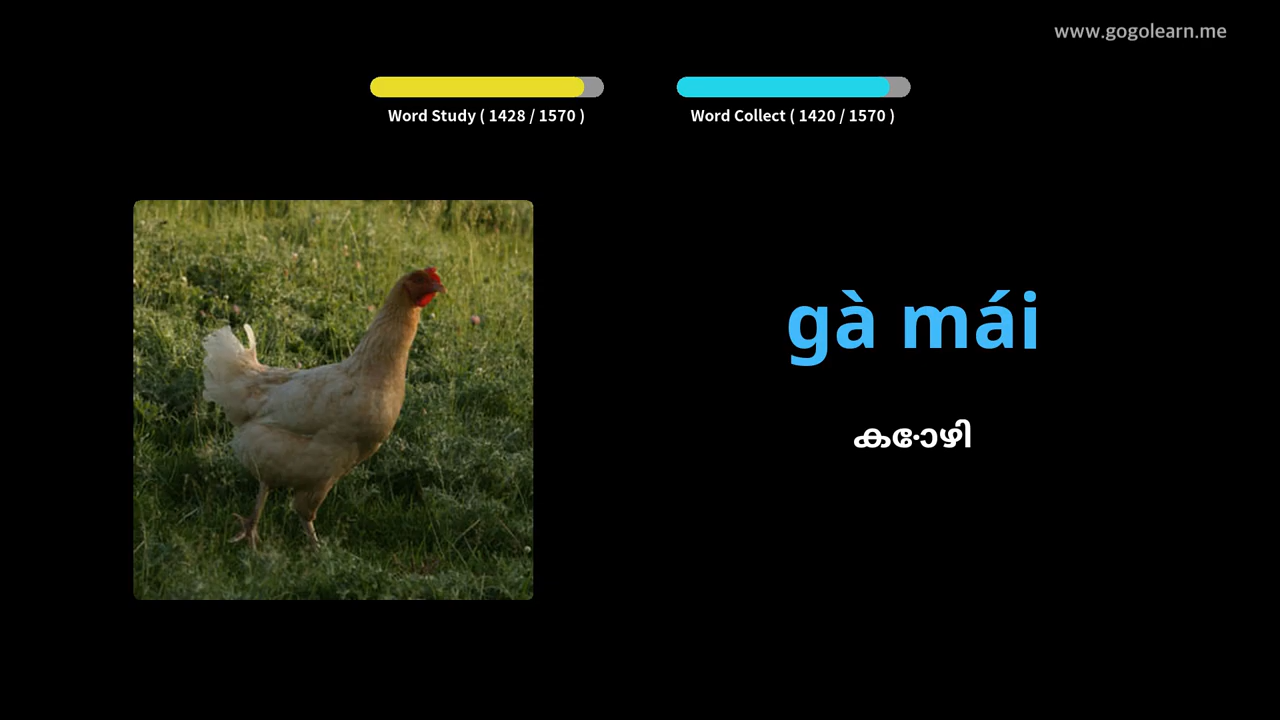 www.gogolearn.me
Word Study ( 1428 / 1570 )
Word Collect ( 1420 / 1570 )
gà mái
കോഴി